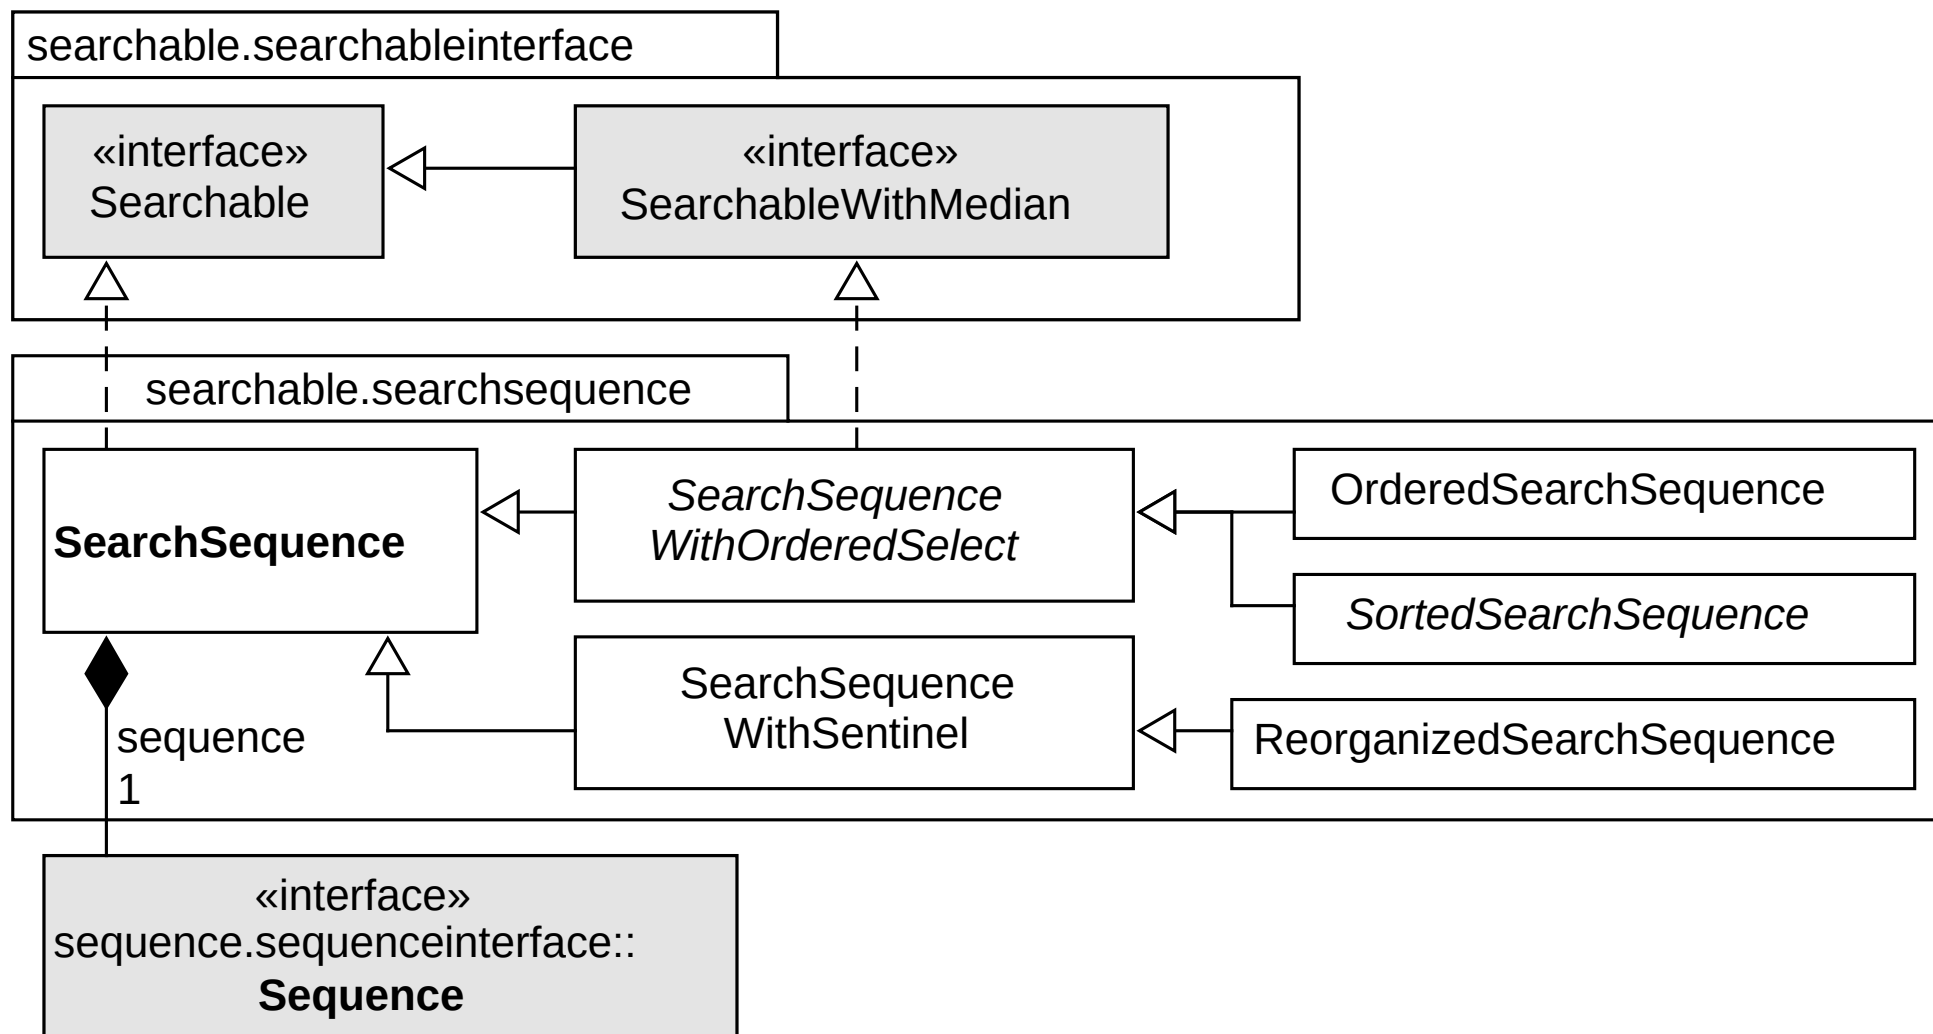 searchable.searchableinterface
«interface»
Searchable
«interface»
SearchableWithMedian
searchable.searchsequence
SearchSequence
SearchSequence
WithOrderedSelect
OrderedSearchSequence
SortedSearchSequence
SearchSequence
WithSentinel
ReorganizedSearchSequence
sequence
1
«interface»
sequence.sequenceinterface::
Sequence